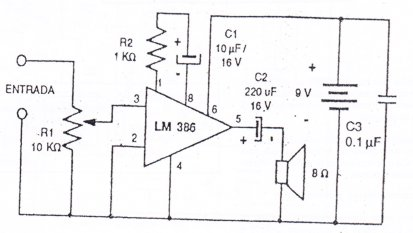 R2
1 KΩ
+
-
C1
10 µF /
16 V
1
8
6
ENTRADA
3
2
R1
10 KΩ
LM 386
5
4
C2
220 uF
16 V
+ -
8 Ω
+
9 V
-
C3
0.1 µF